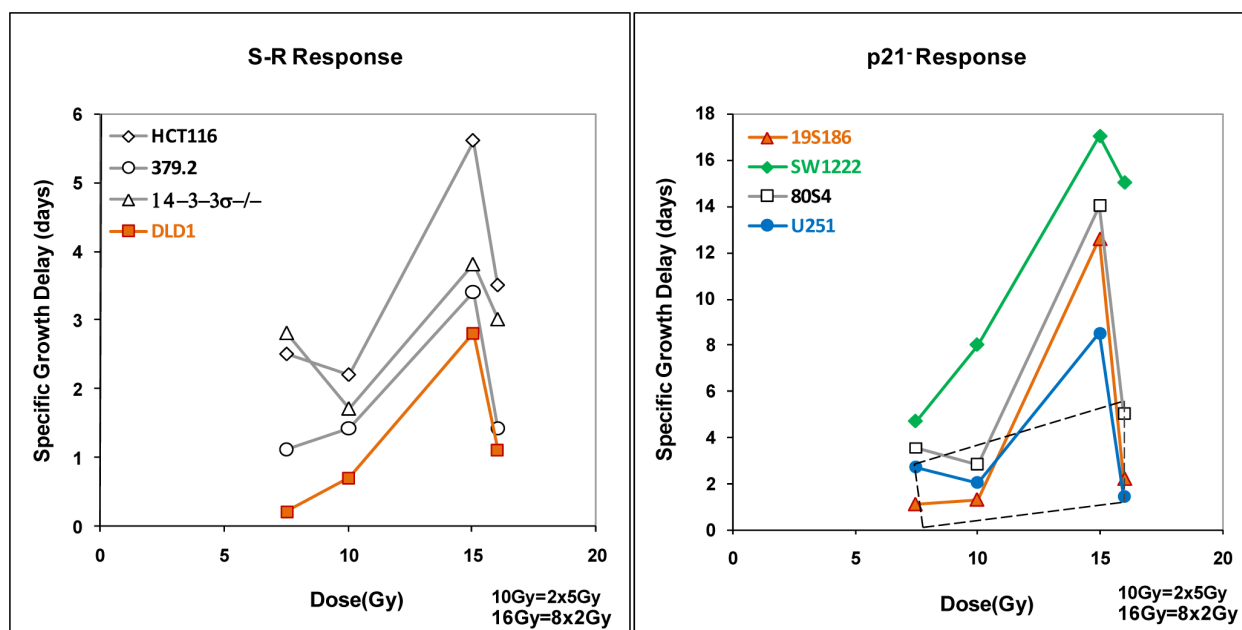 S-R Response
Specific Growth Delay (days)
6
5
4
3
2
1
0
HCT116
379.2
14–3–3σ–/–
DLD1
0
5
10
15
20
Dose(Gy)
10Gy=2x5Gy
16Gy=8x2Gy
p21⁻ Response
Specific Growth Delay (days)
18
16
14
12
10
8
6
4
2
0
19S186
SW1222
80S4
U251
0
5
10
15
20
Dose(Gy)
10Gy=2x5Gy
16Gy=8x2Gy